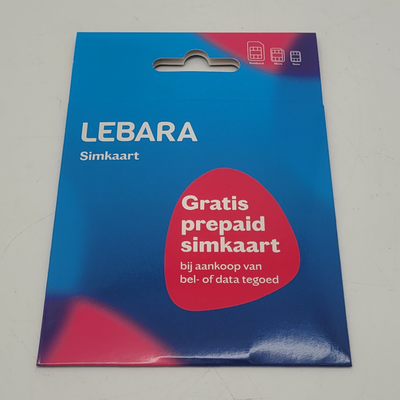 LEBARA
Simkaart
Gratis
prepaid
simkaart
bij aankoop van
bel- of data tegoed